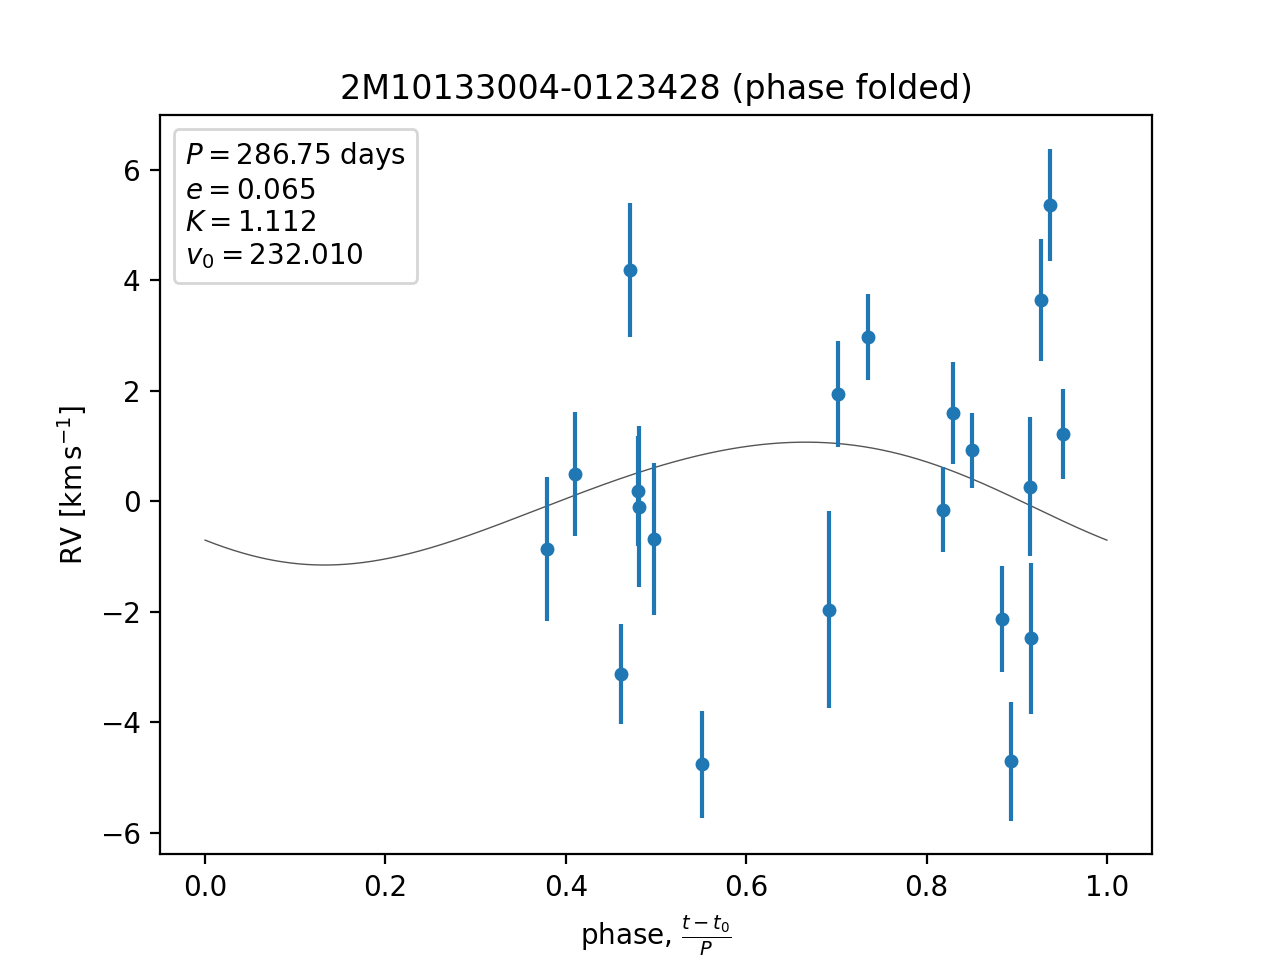 2M10133004-0123428 (phase folded)
P = 286.75 days
e = 0.065
K = 1.112
v₀ = 232.010
6
4
2
0
−2
−4
−6
RV [km s⁻¹]
0.0 0.2 0.4 0.6 0.8 1.0
phase, (t − t₀)/P